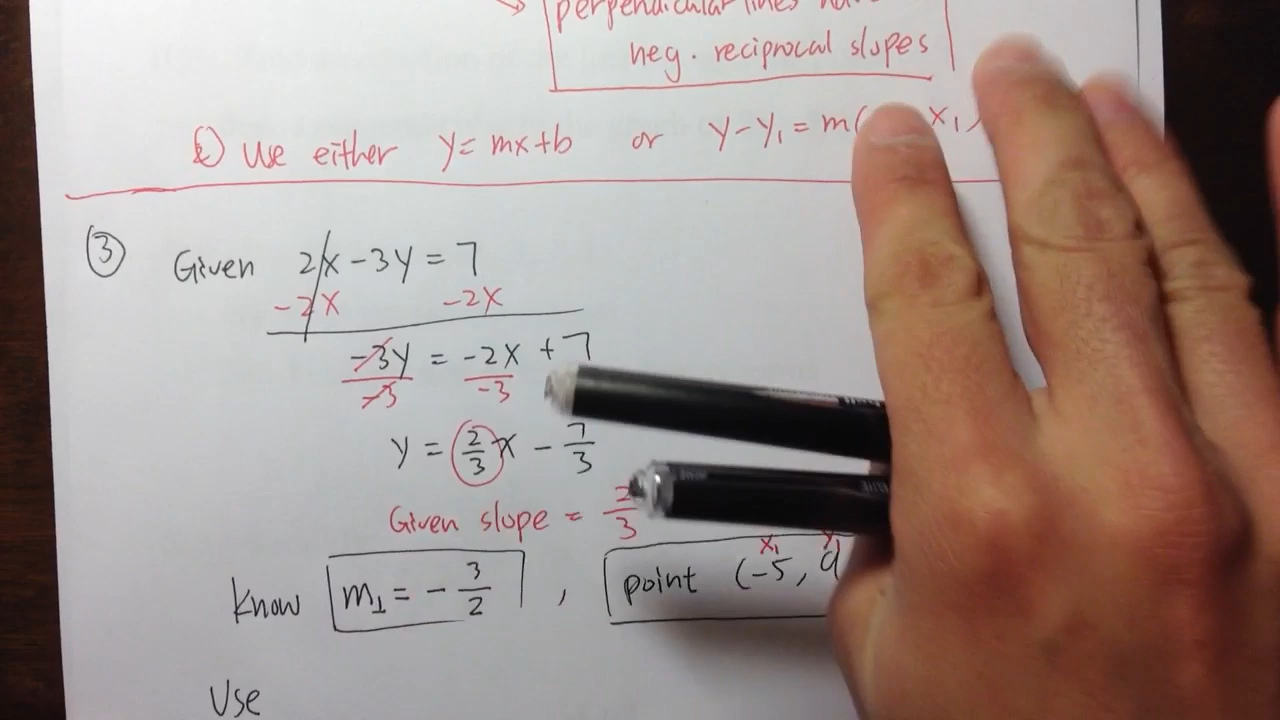 perpendicular lines have
neg. reciprocal slopes
Use either y = mx+b or y-y₁ = m( x₁)
③ Given 2x - 3y = 7
-2x -2x
-3y = -2x + 7
-3 -3
y = 2/3 x - 7/3
Given slope = 2/3
x₁ y₁
Know m⊥ = - 3/2 , point (-5, 9
Use